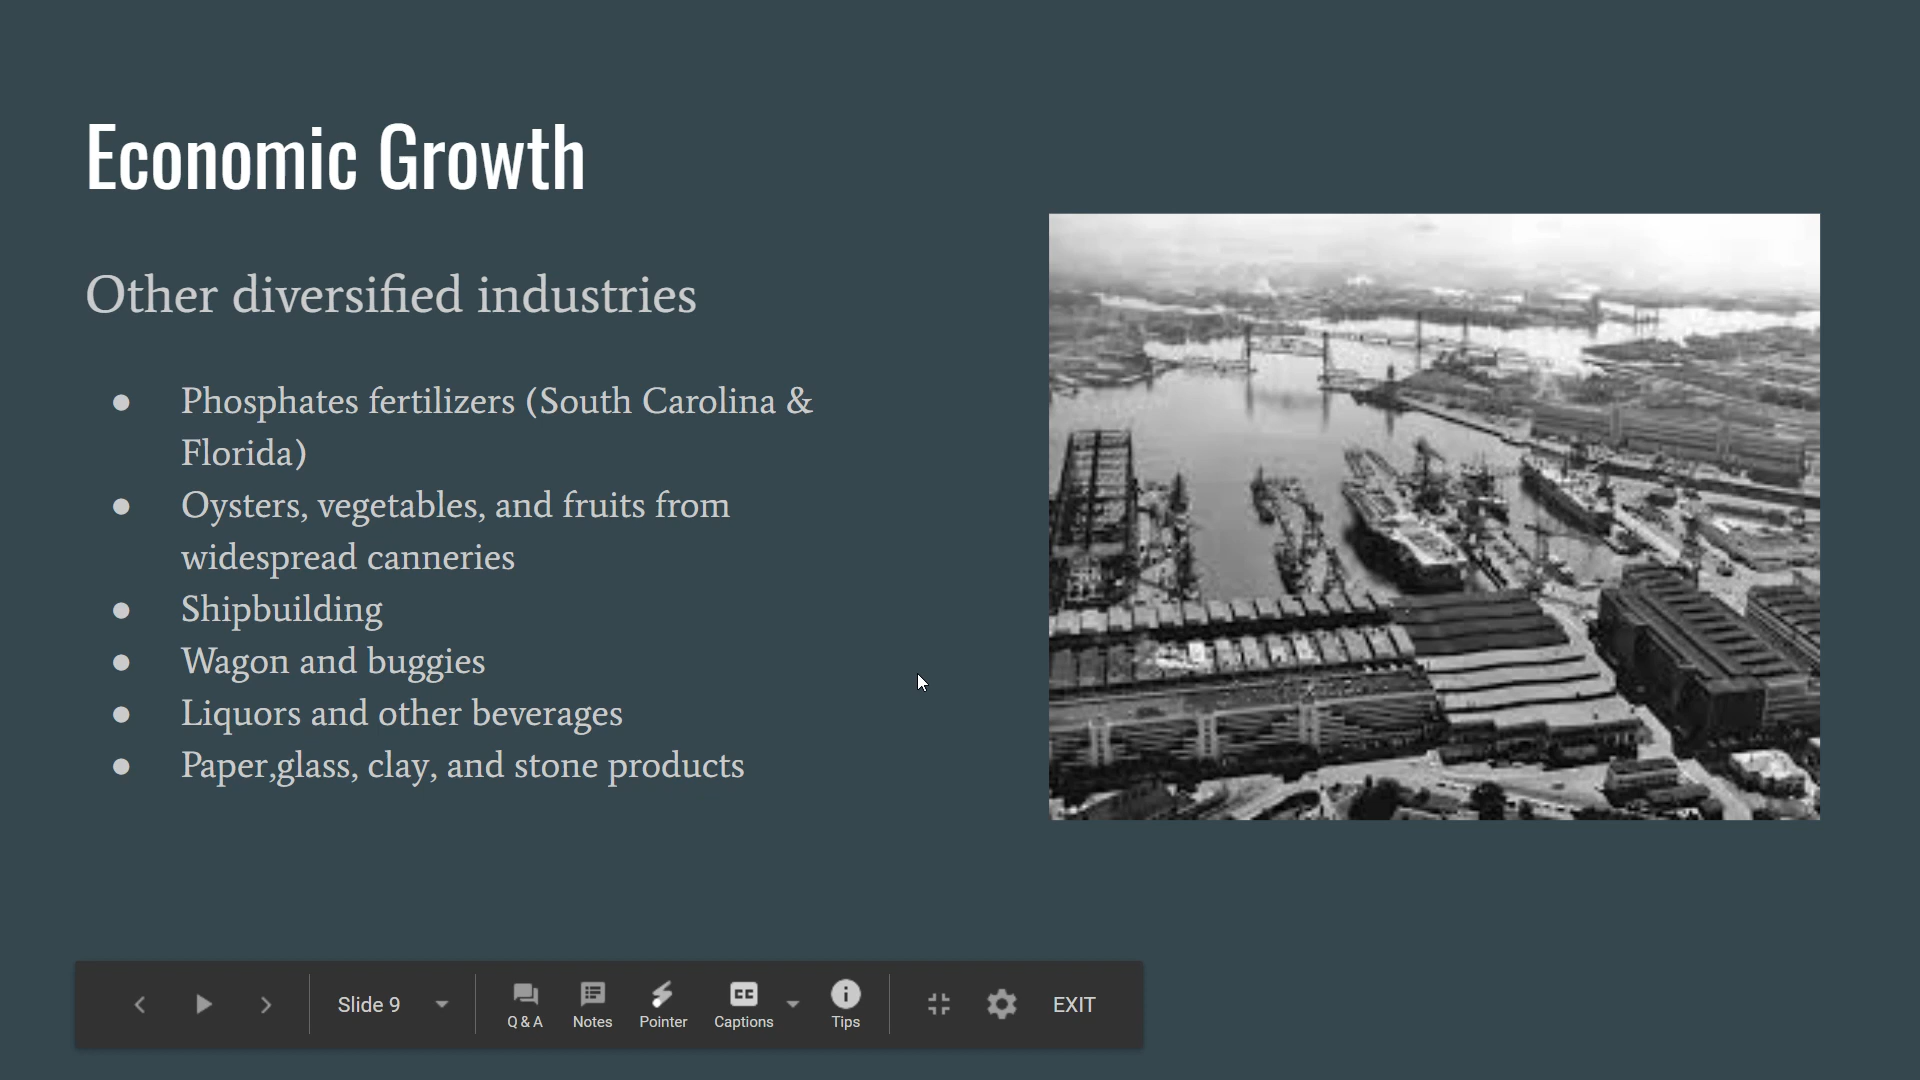 Economic Growth
Other diversified industries
● Phosphates fertilizers (South Carolina &
Florida)
● Oysters, vegetables, and fruits from
widespread canneries
● Shipbuilding
● Wagon and buggies
● Liquors and other beverages
● Paper,glass, clay, and stone products
Slide 9
Q & A
Notes
Pointer
CC
Captions
Tips
EXIT